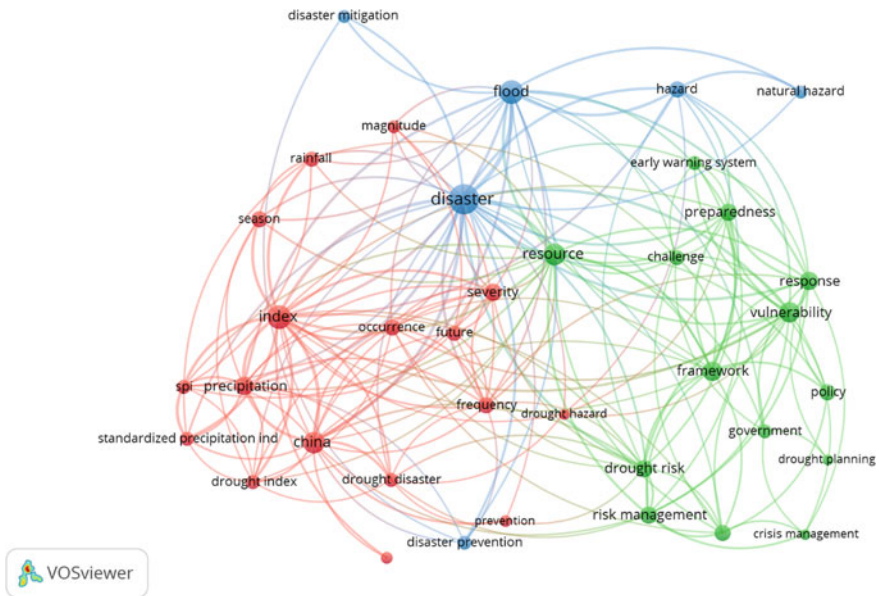 disaster mitigation
flood
hazard
natural hazard
magnitude
rainfall
early warning system
disaster
preparedness
season
resource
challenge
response
severity
vulnerability
index
occurrence
future
framework
spi
precipitation
policy
frequency
drought hazard
government
standardized precipitation ind
china
drought planning
drought risk
drought index
drought disaster
risk management
prevention
crisis management
disaster prevention
VOSviewer